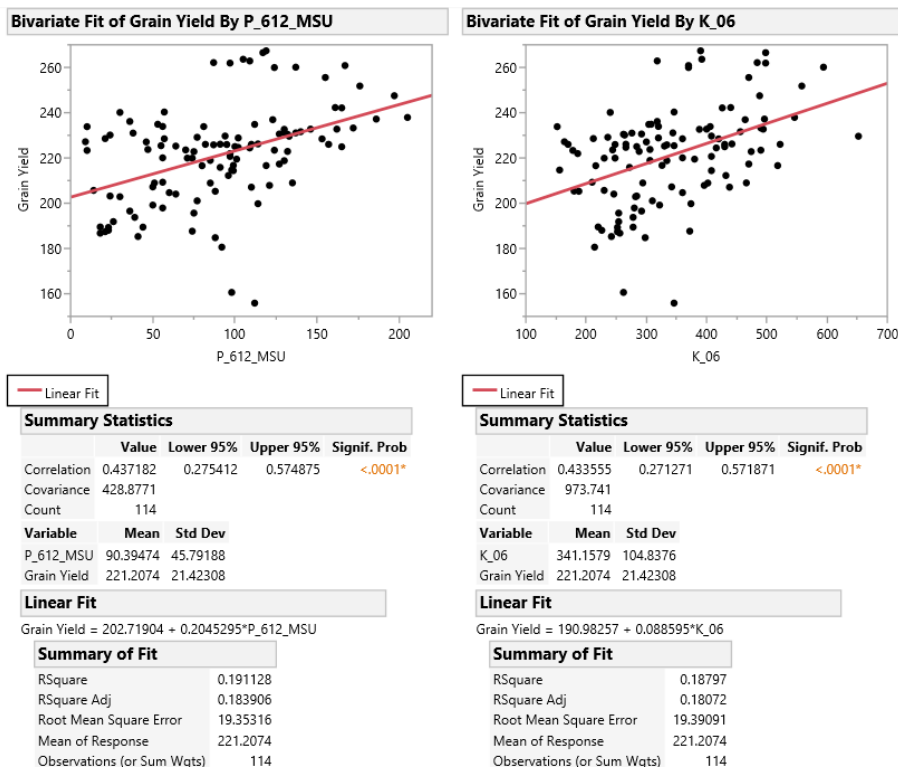 Bivariate Fit of Grain Yield By P_612_MSU
260
240
220
200
180
160
Grain Yield
0 50 100 150 200
P_612_MSU
Linear Fit
Summary Statistics
Value Lower 95% Upper 95% Signif. Prob
Correlation 0.437182 0.275412 0.574875 <.0001*
Covariance 428.8771
Count 114
Variable Mean Std Dev
P_612_MSU 90.39474 45.79188
Grain Yield 221.2074 21.42308
Linear Fit
Grain Yield = 202.71904 + 0.2045295*P_612_MSU
Summary of Fit
RSquare 0.191128
RSquare Adj 0.183906
Root Mean Square Error 19.35316
Mean of Response 221.2074
Observations (or Sum Wgts) 114
Bivariate Fit of Grain Yield By K_06
260
240
220
200
180
160
Grain Yield
100 200 300 400 500 600 700
K_06
Linear Fit
Summary Statistics
Value Lower 95% Upper 95% Signif. Prob
Correlation 0.433555 0.271271 0.571871 <.0001*
Covariance 973.741
Count 114
Variable Mean Std Dev
K_06 341.1579 104.8376
Grain Yield 221.2074 21.42308
Linear Fit
Grain Yield = 190.98257 + 0.088595*K_06
Summary of Fit
RSquare 0.18797
RSquare Adj 0.18072
Root Mean Square Error 19.39091
Mean of Response 221.2074
Observations (or Sum Wgts) 114